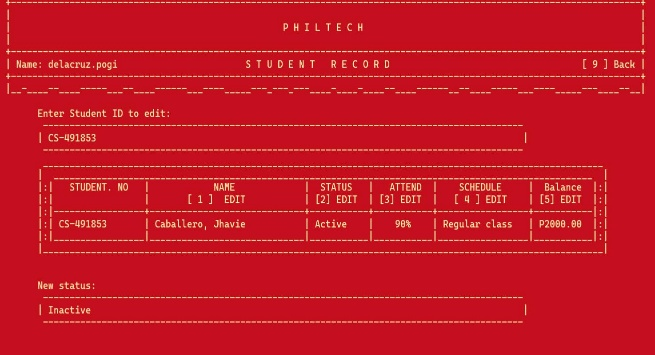 P H I L T E C H
Name: delacruz.pogi S T U D E N T R E C O R D [ 9 ] Back
Enter Student ID to edit:
CS-491853
STUDENT. NO NAME STATUS ATTEND SCHEDULE Balance
[ 1 ] EDIT [2] EDIT [3] EDIT [ 4 ] EDIT [5] EDIT
CS-491853 Caballero, Jhavie Active 90% Regular class P2000.00
New status:
Inactive